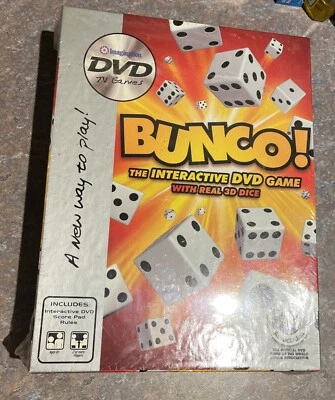 Imagination
DVD
TV Games
A new way to play!
BUNCO!
THE INTERACTIVE DVD GAME
WITH REAL 3D DICE
INCLUDES:
Interactive DVD
Score Pad
Rules